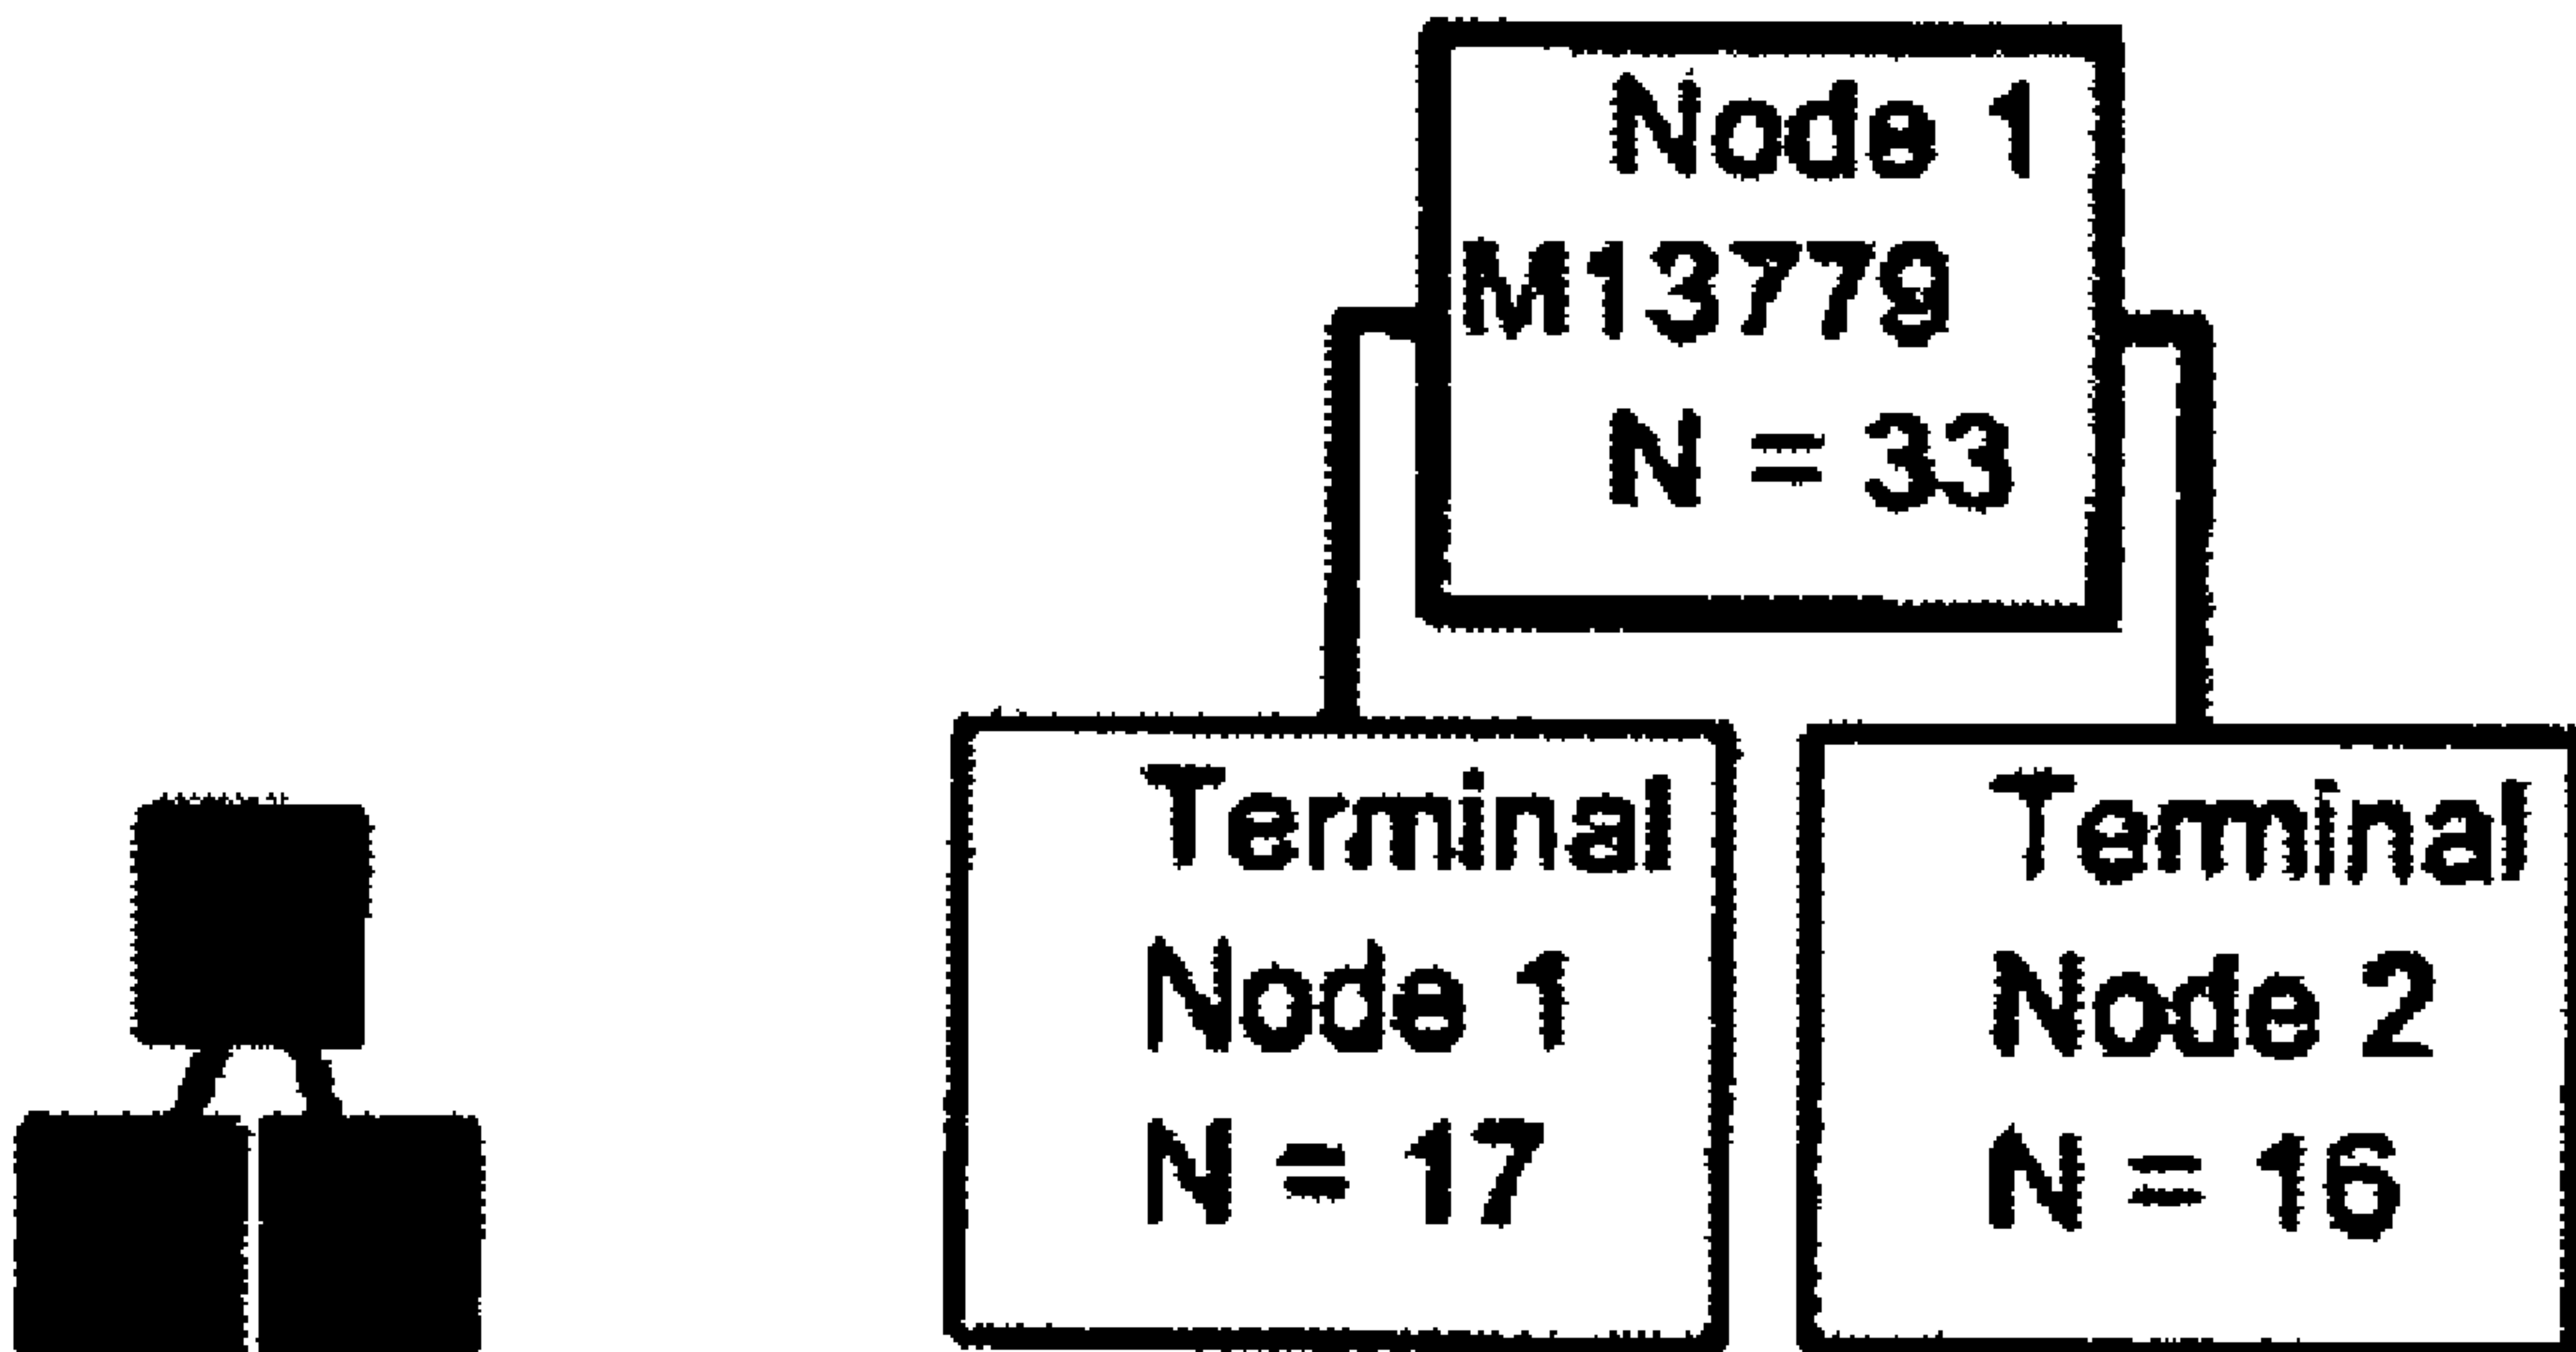 Node 1
M13779
N = 33
Terminal
Node 1
N = 17
Terminal
Node 2
N = 16